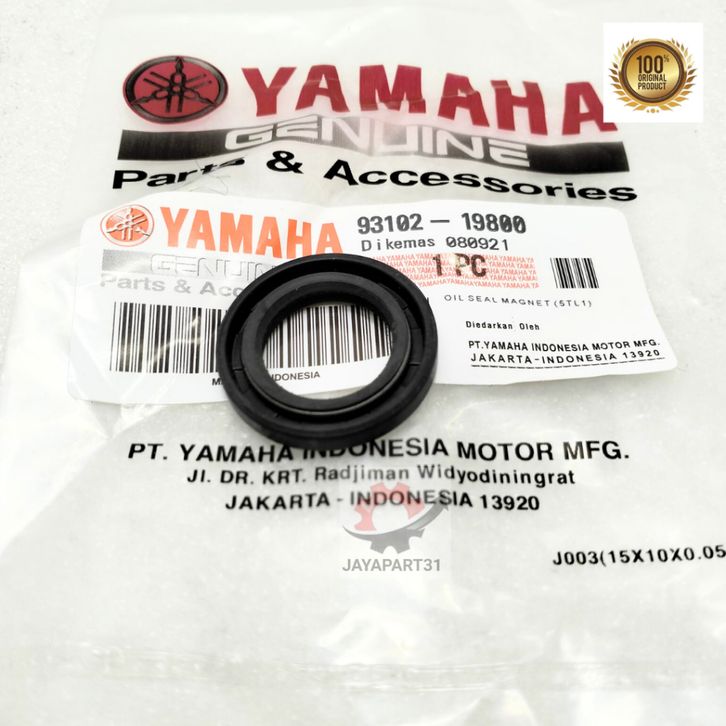 100%
ORIGINAL
PRODUCT
YAMAHA
GENUINE
Parts & Accessories
YAMAHA
GENUINE
Parts &
93102-19800
Dikemas 080921
1 PC
OIL SEAL MAGNET (5TL1)
Diedarkan Oleh
PT.YAMAHA INDONESIA MOTOR MFG.
JAKARTA-INDONESIA 13920
INDONESIA
PT. YAMAHA INDONESIA MOTOR MFG.
Jl. DR. KRT. Radjiman Widyodiningrat
JAKARTA - INDONESIA 13920
JAYAPART31
J003(15X10X0.05